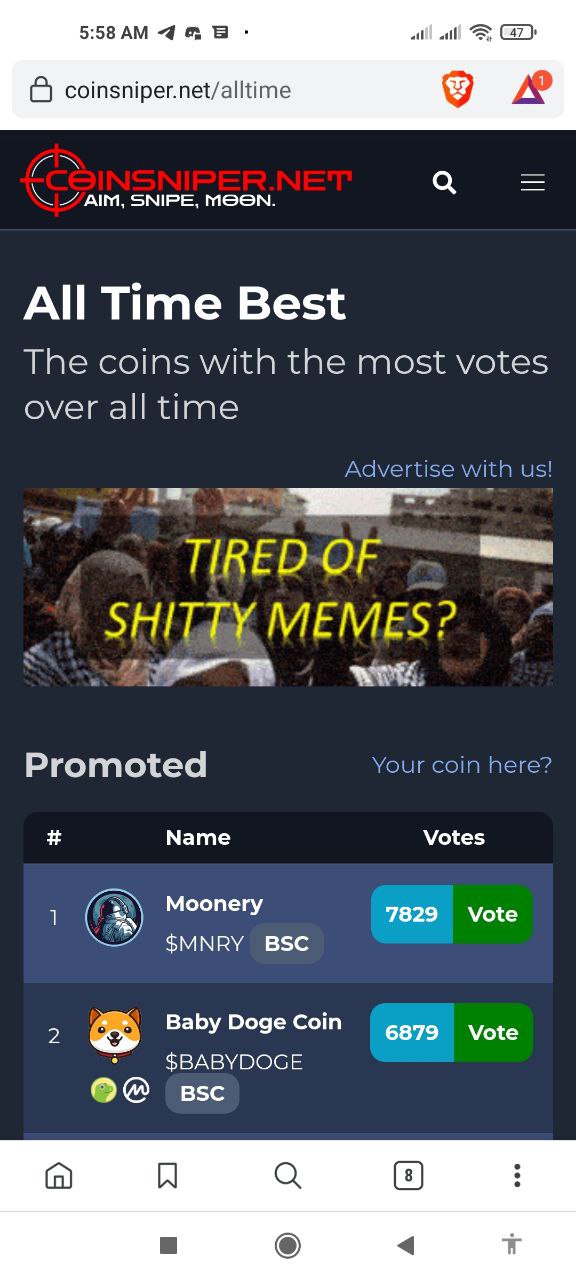 5:58 AM
47
coinsniper.net/alltime
1
COINSNIPER.NET
AIM, SNIPE, MOON.
All Time Best
The coins with the most votes
over all time
Advertise with us!
TIRED OF
SHITTY MEMES?
Promoted
Your coin here?
# Name Votes
1 Moonery 7829 Vote
$MNRY BSC
2 Baby Doge Coin 6879 Vote
$BABYDOGE
BSC
8